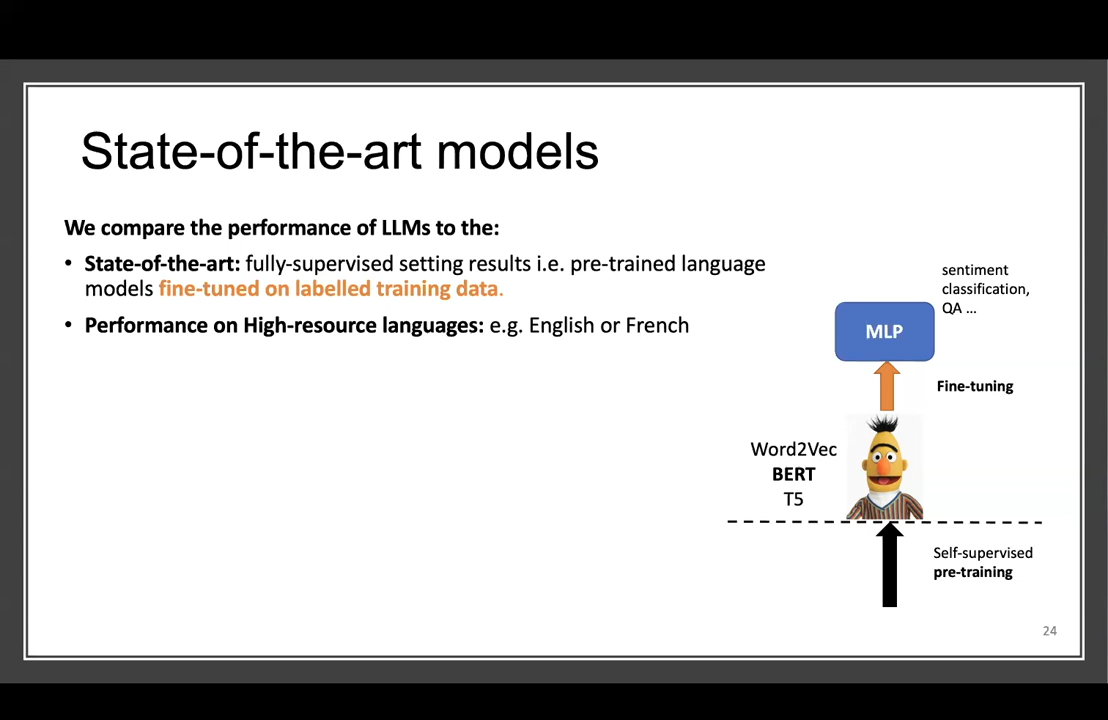 State-of-the-art models
We compare the performance of LLMs to the:
• State-of-the-art: fully-supervised setting results i.e. pre-trained language
models fine-tuned on labelled training data.
• Performance on High-resource languages: e.g. English or French
sentiment
classification,
QA ...
MLP
Fine-tuning
Word2Vec
BERT
T5
Self-supervised
pre-training
24